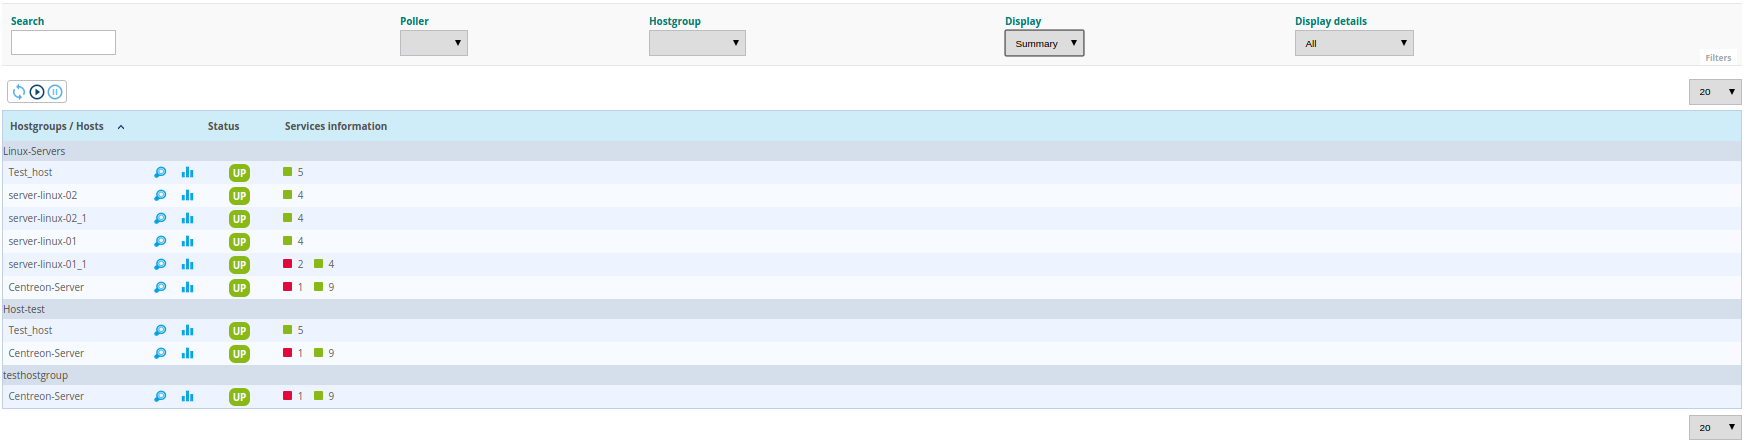 Search Poller Hostgroup Display Display details
Summary All
Filters
20
Hostgroups / Hosts Status Services information
Linux-Servers
Test_host UP 5
server-linux-02 UP 4
server-linux-02_1 UP 4
server-linux-01 UP 4
server-linux-01_1 UP 2 4
Centreon-Server UP 1 9
Host-test
Test_host UP 5
Centreon-Server UP 1 9
testhostgroup
Centreon-Server UP 1 9
20